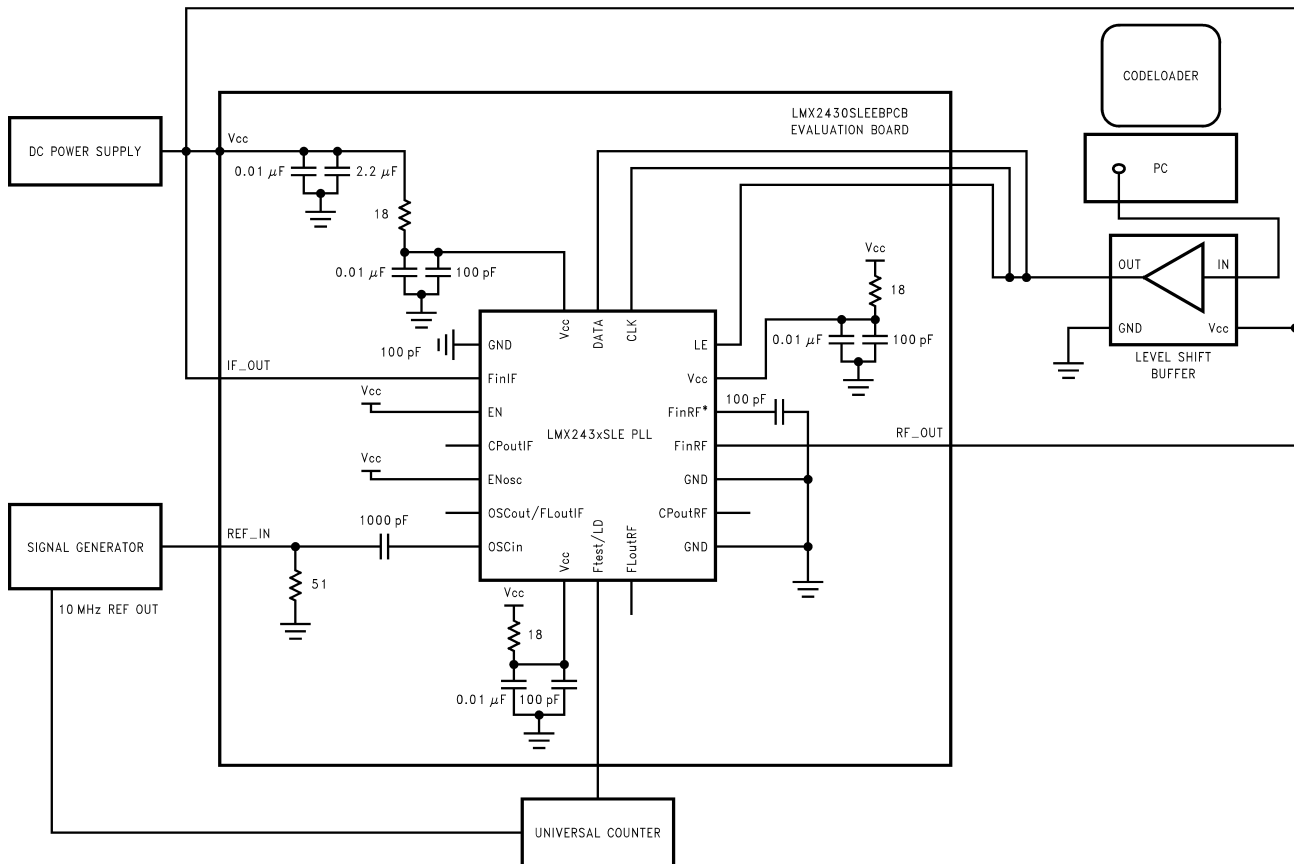 CODELOADER
LMX2430SLEEBPCB
EVALUATION BOARD
DC POWER SUPPLY
Vcc
0.01 µF
2.2 µF
PC
18
0.01 µF
100 pF
Vcc
18
OUT
IN
GND
Vcc
LEVEL SHIFT
BUFFER
0.01 µF
100 pF
Vcc
DATA
CLK
100 pF
GND
LE
IF_OUT
FinIF
Vcc
Vcc
EN
100 pF
FinRF*
LMX243xSLE PLL
CPoutIF
FinRF
RF_OUT
Vcc
ENosc
GND
OSCout/FLoutIF
CPoutRF
SIGNAL GENERATOR
REF_IN
1000 pF
OSCin
GND
Vcc
Ftest/LD
FLoutRF
51
10 MHz REF OUT
Vcc
18
0.01 µF
100 pF
UNIVERSAL COUNTER